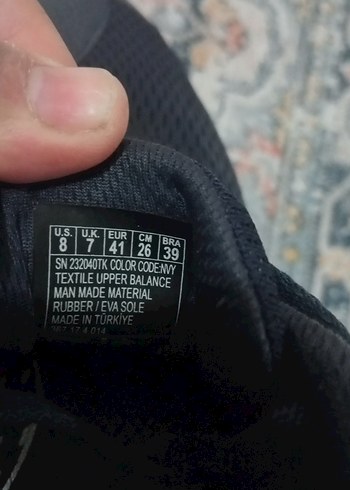 U.S. U.K. EUR CM BRA
8 7 41 26 39
SN 232040TK COLOR CODE:NVY
TEXTILE UPPER BALANCE
MAN MADE MATERIAL
RUBBER / EVA SOLE
MADE IN TÜRKİYE